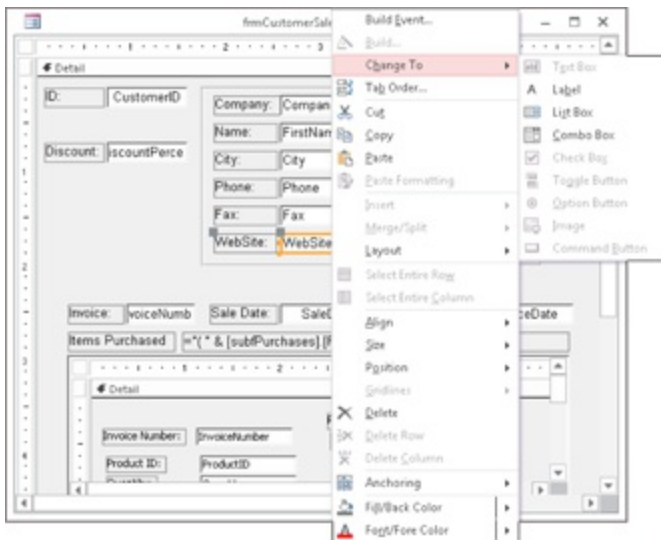 frmCustomerSale
Detail
ID: CustomerID
Discount: iscountPerce
Company: Compan
Name: FirstNam
City: City
Phone: Phone
Fax: Fax
WebSite: WebSite
Invoice: voiceNumb Sale Date: SaleD ceDate
Items Purchased ="(" & [subfPurchases].[F
Detail
Invoice Number: InvoiceNumber
Product ID: ProductID
Build Event...
Build...
Change To
Tab Order...
Cut
Copy
Paste
Paste Formatting
Insert
Merge/Split
Layout
Select Entire Row
Select Entire Column
Align
Size
Position
Gridlines
Delete
Delete Row
Delete Column
Anchoring
Fill/Back Color
Font/Fore Color
Text Box
Label
List Box
Combo Box
Check Box
Toggle Button
Option Button
Image
Command Button